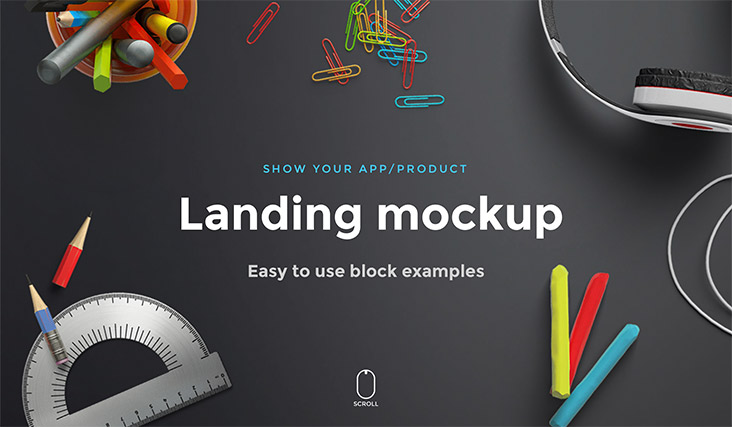 SHOW YOUR APP/PRODUCT
Landing mockup
Easy to use block examples
SCROLL